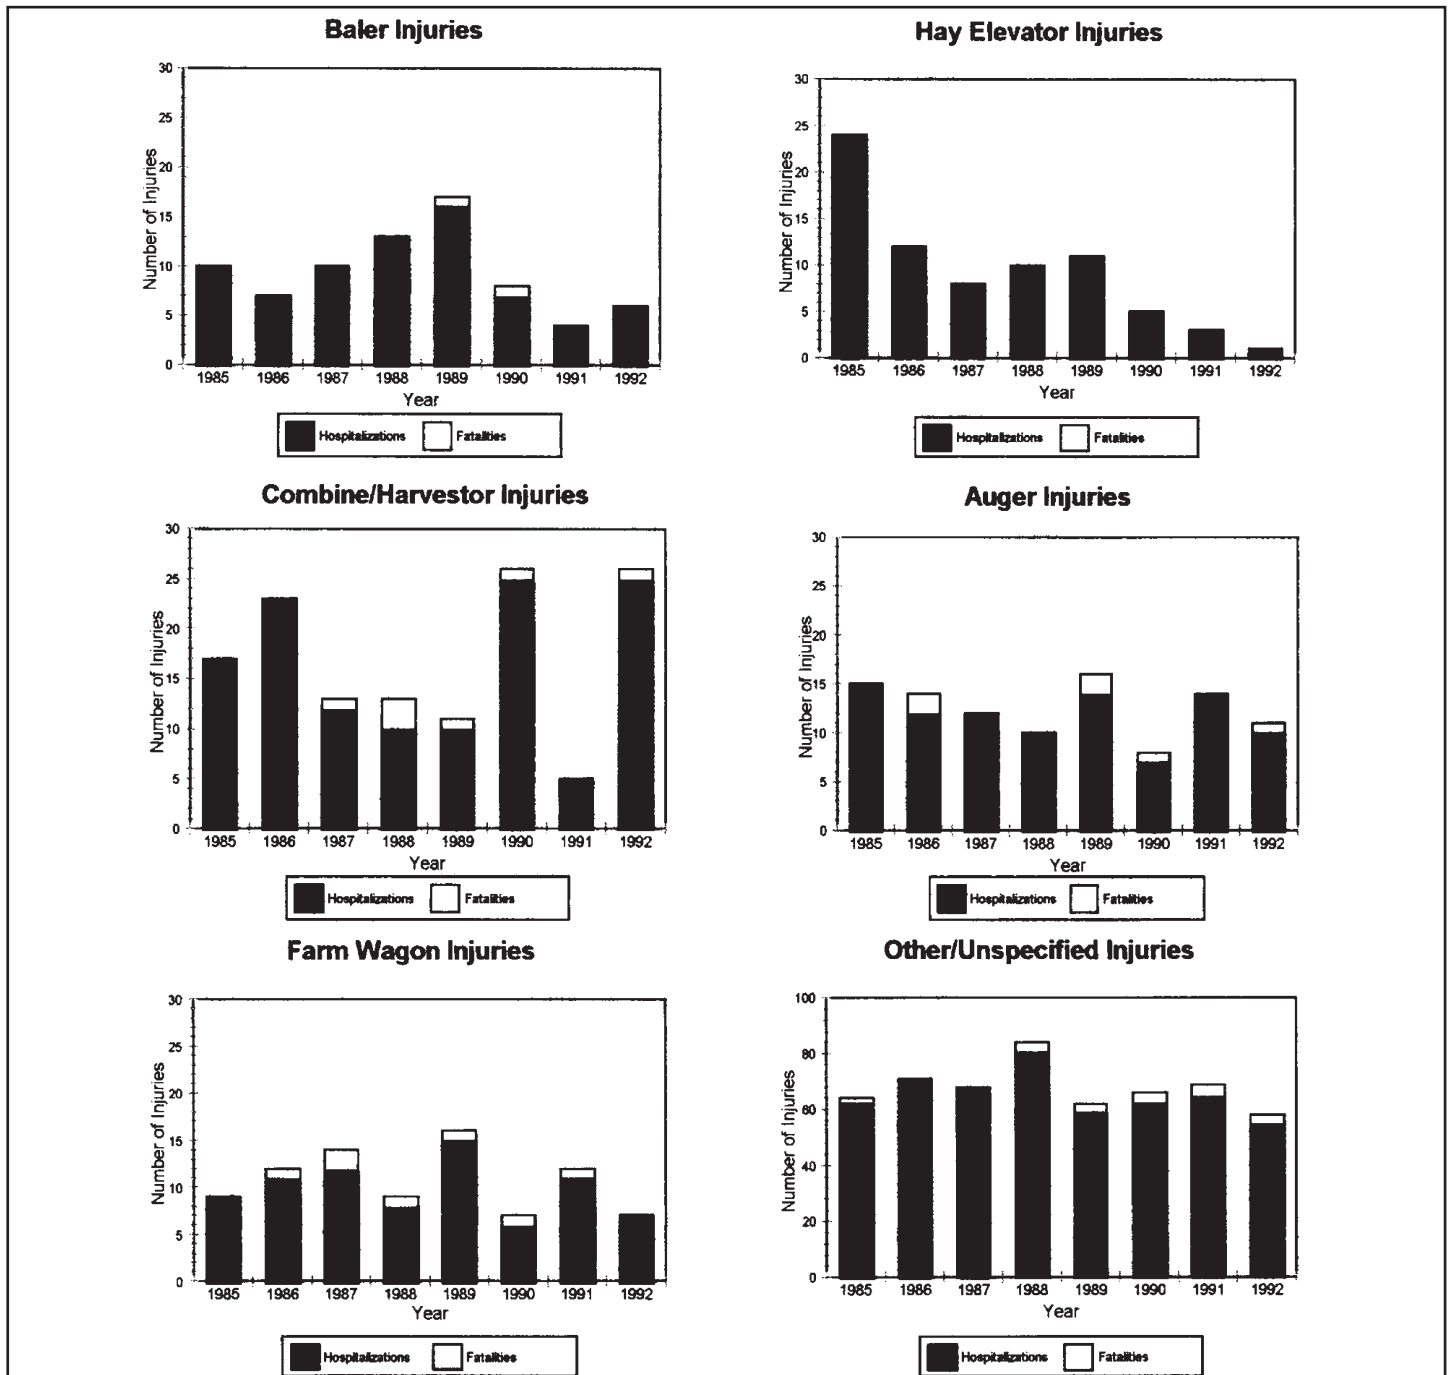 Baler Injuries
30
25
20
15
10
5
0
Number of Injuries
1985 1986 1987 1988 1989 1990 1991 1992
Year
Hospitalizations Fatalities
Hay Elevator Injuries
30
25
20
15
10
5
0
Number of Injuries
1985 1986 1987 1988 1989 1990 1991 1992
Year
Hospitalizations Fatalities
Combine/Harvestor Injuries
30
25
20
15
10
5
0
Number of Injuries
1985 1986 1987 1988 1989 1990 1991 1992
Year
Hospitalizations Fatalities
Auger Injuries
30
25
20
15
10
5
0
Number of Injuries
1985 1986 1987 1988 1989 1990 1991 1992
Year
Hospitalizations Fatalities
Farm Wagon Injuries
30
25
20
15
10
5
0
Number of Injuries
1985 1986 1987 1988 1989 1990 1991 1992
Year
Hospitalizations Fatalities
Other/Unspecified Injuries
100
80
60
40
20
0
Number of Injuries
1985 1986 1987 1988 1989 1990 1991 1992
Year
Hospitalizations Fatalities